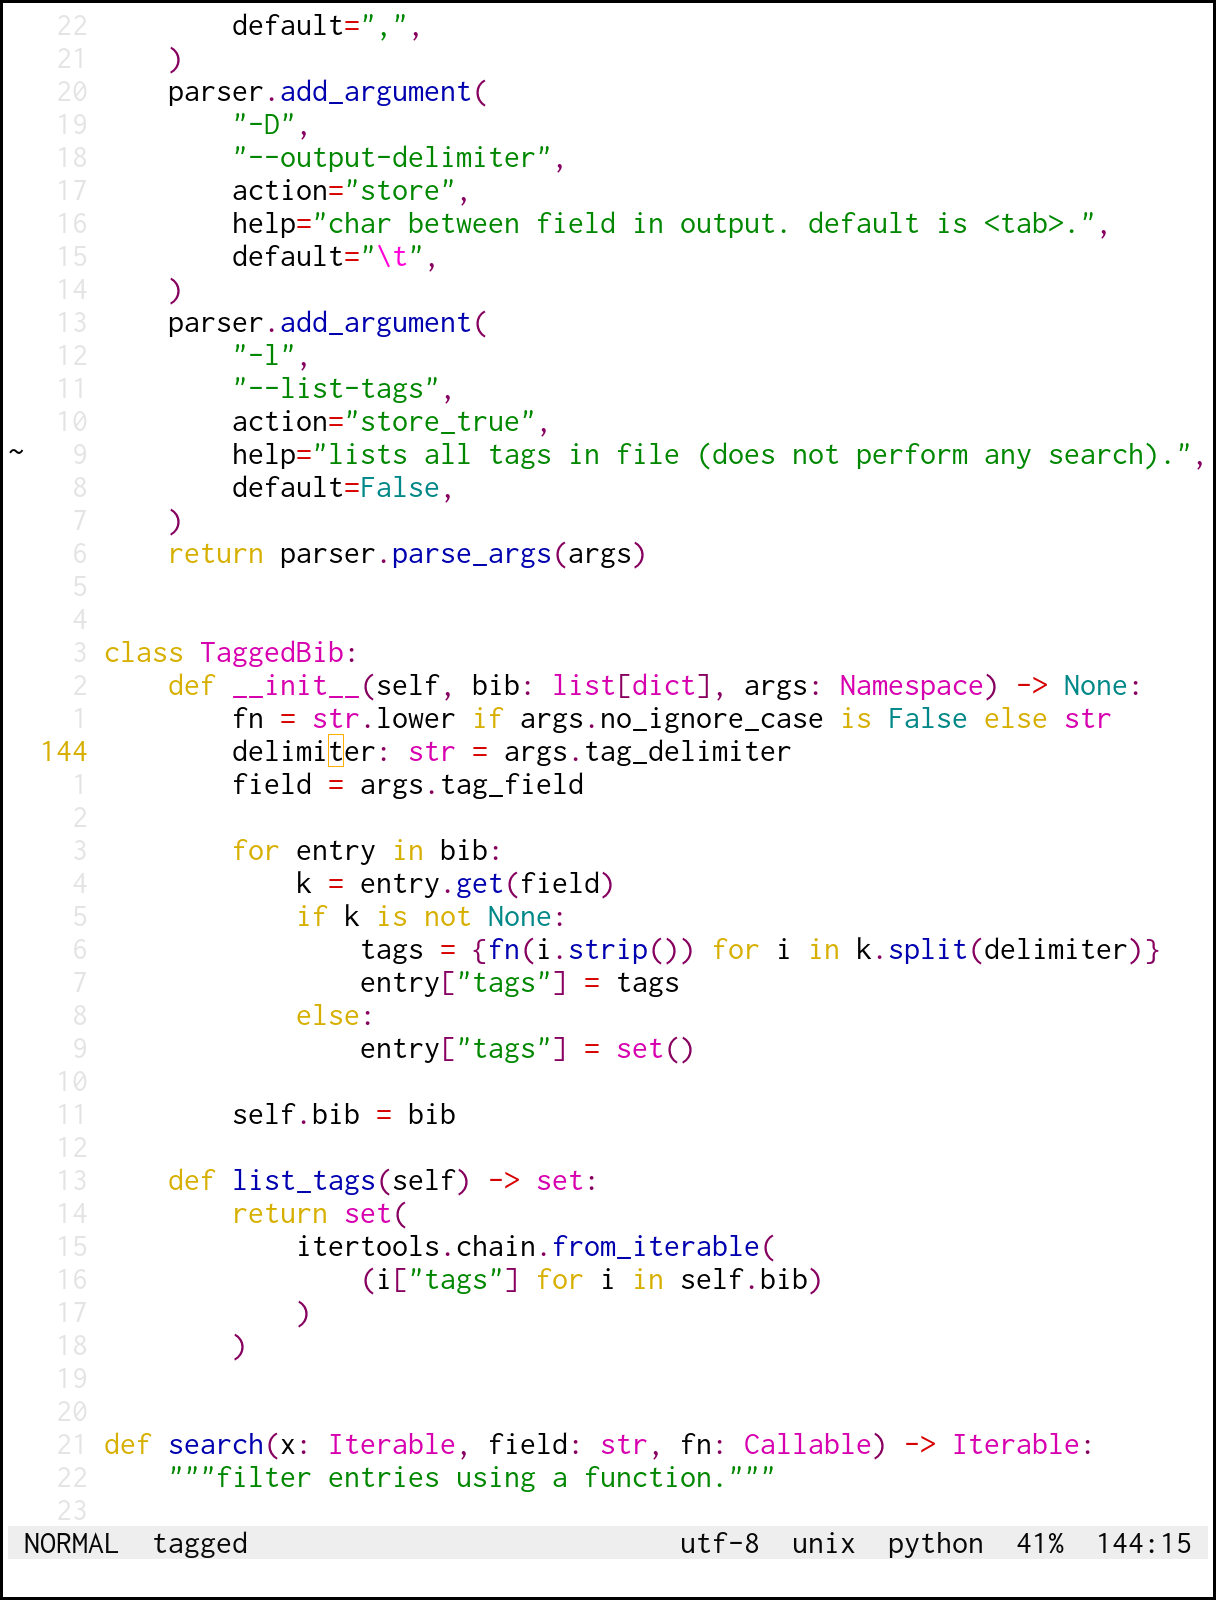 22         default=",",
21     )
20     parser.add_argument(
19         "-D",
18         "--output-delimiter",
17         action="store",
16         help="char between field in output. default is <tab>.",
15         default="\t",
14     )
13     parser.add_argument(
12         "-l",
11         "--list-tags",
10         action="store_true",
~ 9         help="lists all tags in file (does not perform any search).",
8         default=False,
7     )
6     return parser.parse_args(args)
5
4
3 class TaggedBib:
2     def __init__(self, bib: list[dict], args: Namespace) -> None:
1         fn = str.lower if args.no_ignore_case is False else str
144         delimiter: str = args.tag_delimiter
1         field = args.tag_field
2
3         for entry in bib:
4             k = entry.get(field)
5             if k is not None:
6                 tags = {fn(i.strip()) for i in k.split(delimiter)}
7                 entry["tags"] = tags
8             else:
9                 entry["tags"] = set()
10
11         self.bib = bib
12
13     def list_tags(self) -> set:
14         return set(
15             itertools.chain.from_iterable(
16                 (i["tags"] for i in self.bib)
17             )
18         )
19
20
21 def search(x: Iterable, field: str, fn: Callable) -> Iterable:
22     """filter entries using a function."""
23
NORMAL  tagged  utf-8  unix  python  41%  144:15